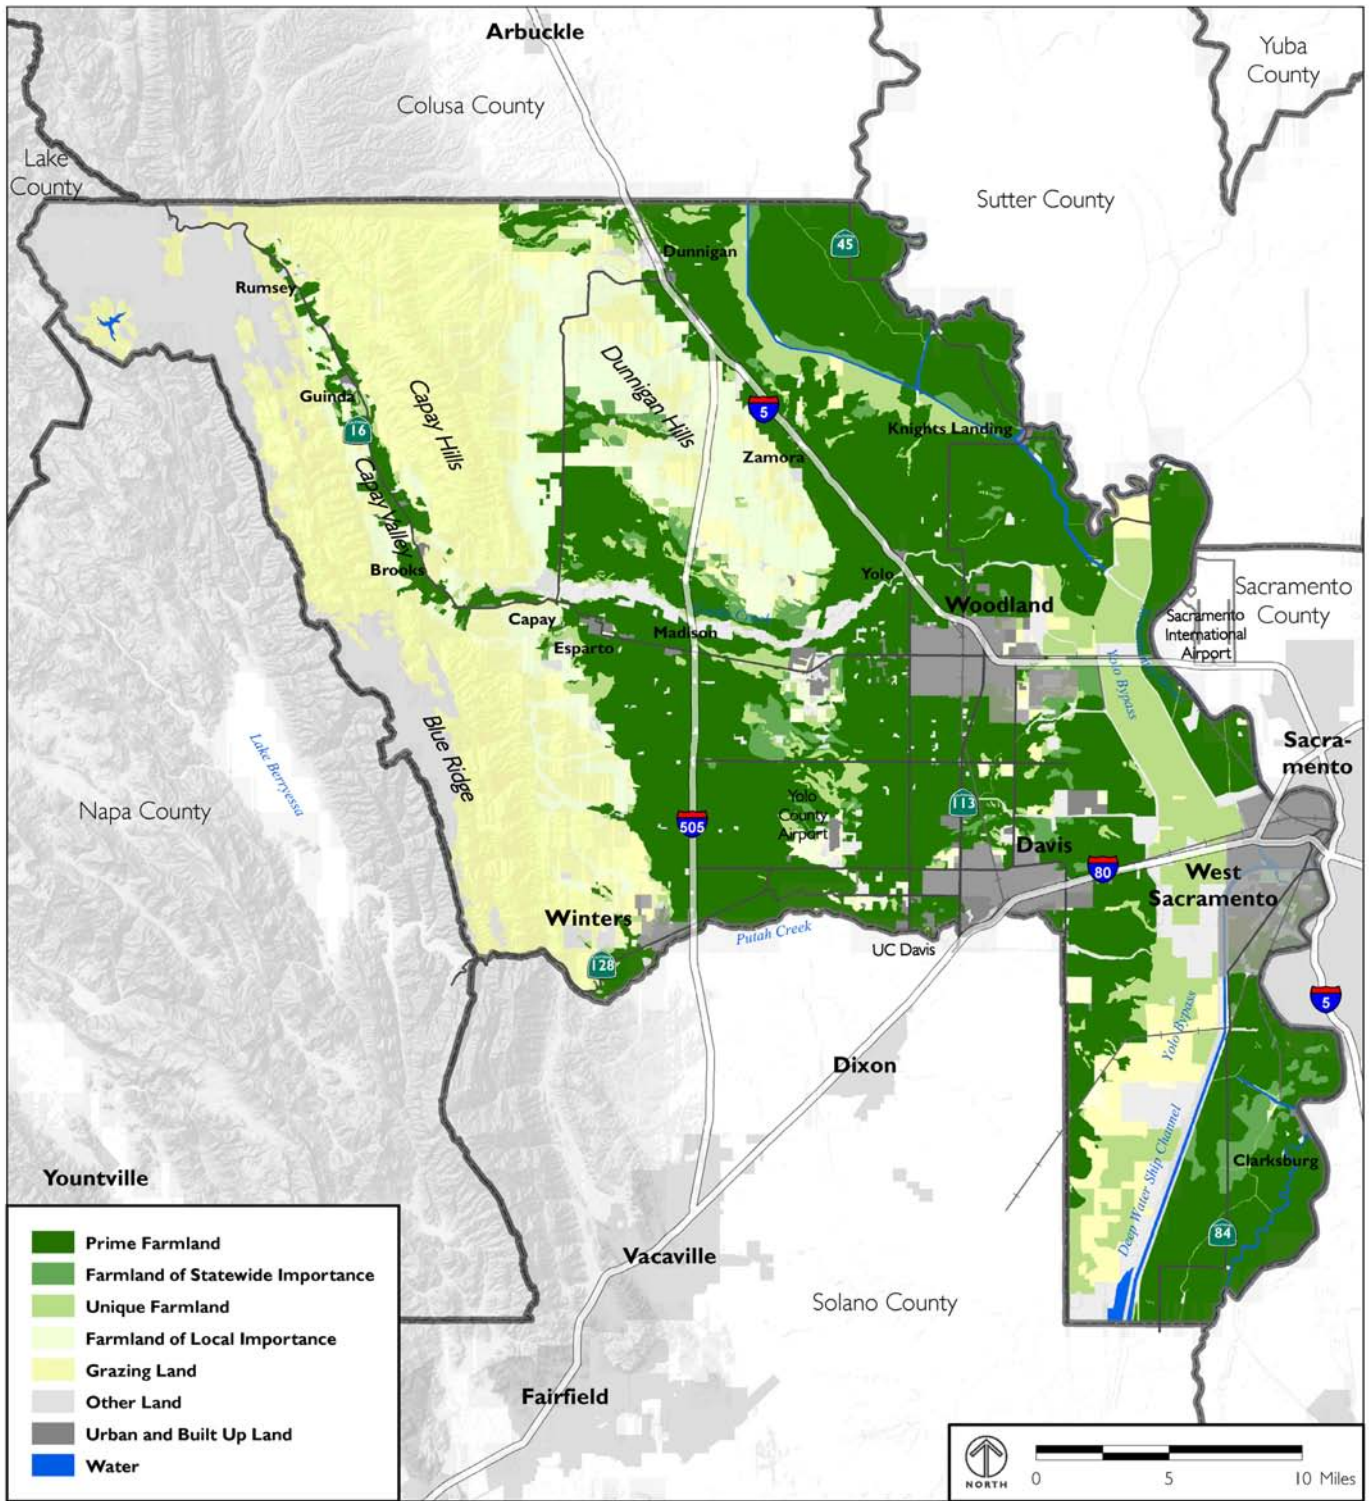 Arbuckle
Yuba
County
Colusa County
Lake
County
Sutter County
45
Dunnigan
Rumsey
Dunnigan Hills
Capay Hills
Guinda
16
5
Knights Landing
Zamora
Capay Valley
Brooks
Yolo
Woodland
Sacramento
County
Sacramento
International
Airport
Capay
Madison
Esparto
Yolo Bypass
Blue Ridge
Lake Berryessa
Sacra-
mento
Napa County
Yolo
County
Airport
113
505
Davis
80
West
Sacramento
Winters
Putah Creek
UC Davis
128
5
Yolo Bypass
Dixon
Deep Water Ship Channel
Clarksburg
Yountville
84
Vacaville
Solano County
Fairfield
Prime Farmland
Farmland of Statewide Importance
Unique Farmland
Farmland of Local Importance
Grazing Land
Other Land
Urban and Built Up Land
Water
NORTH
0 5 10 Miles